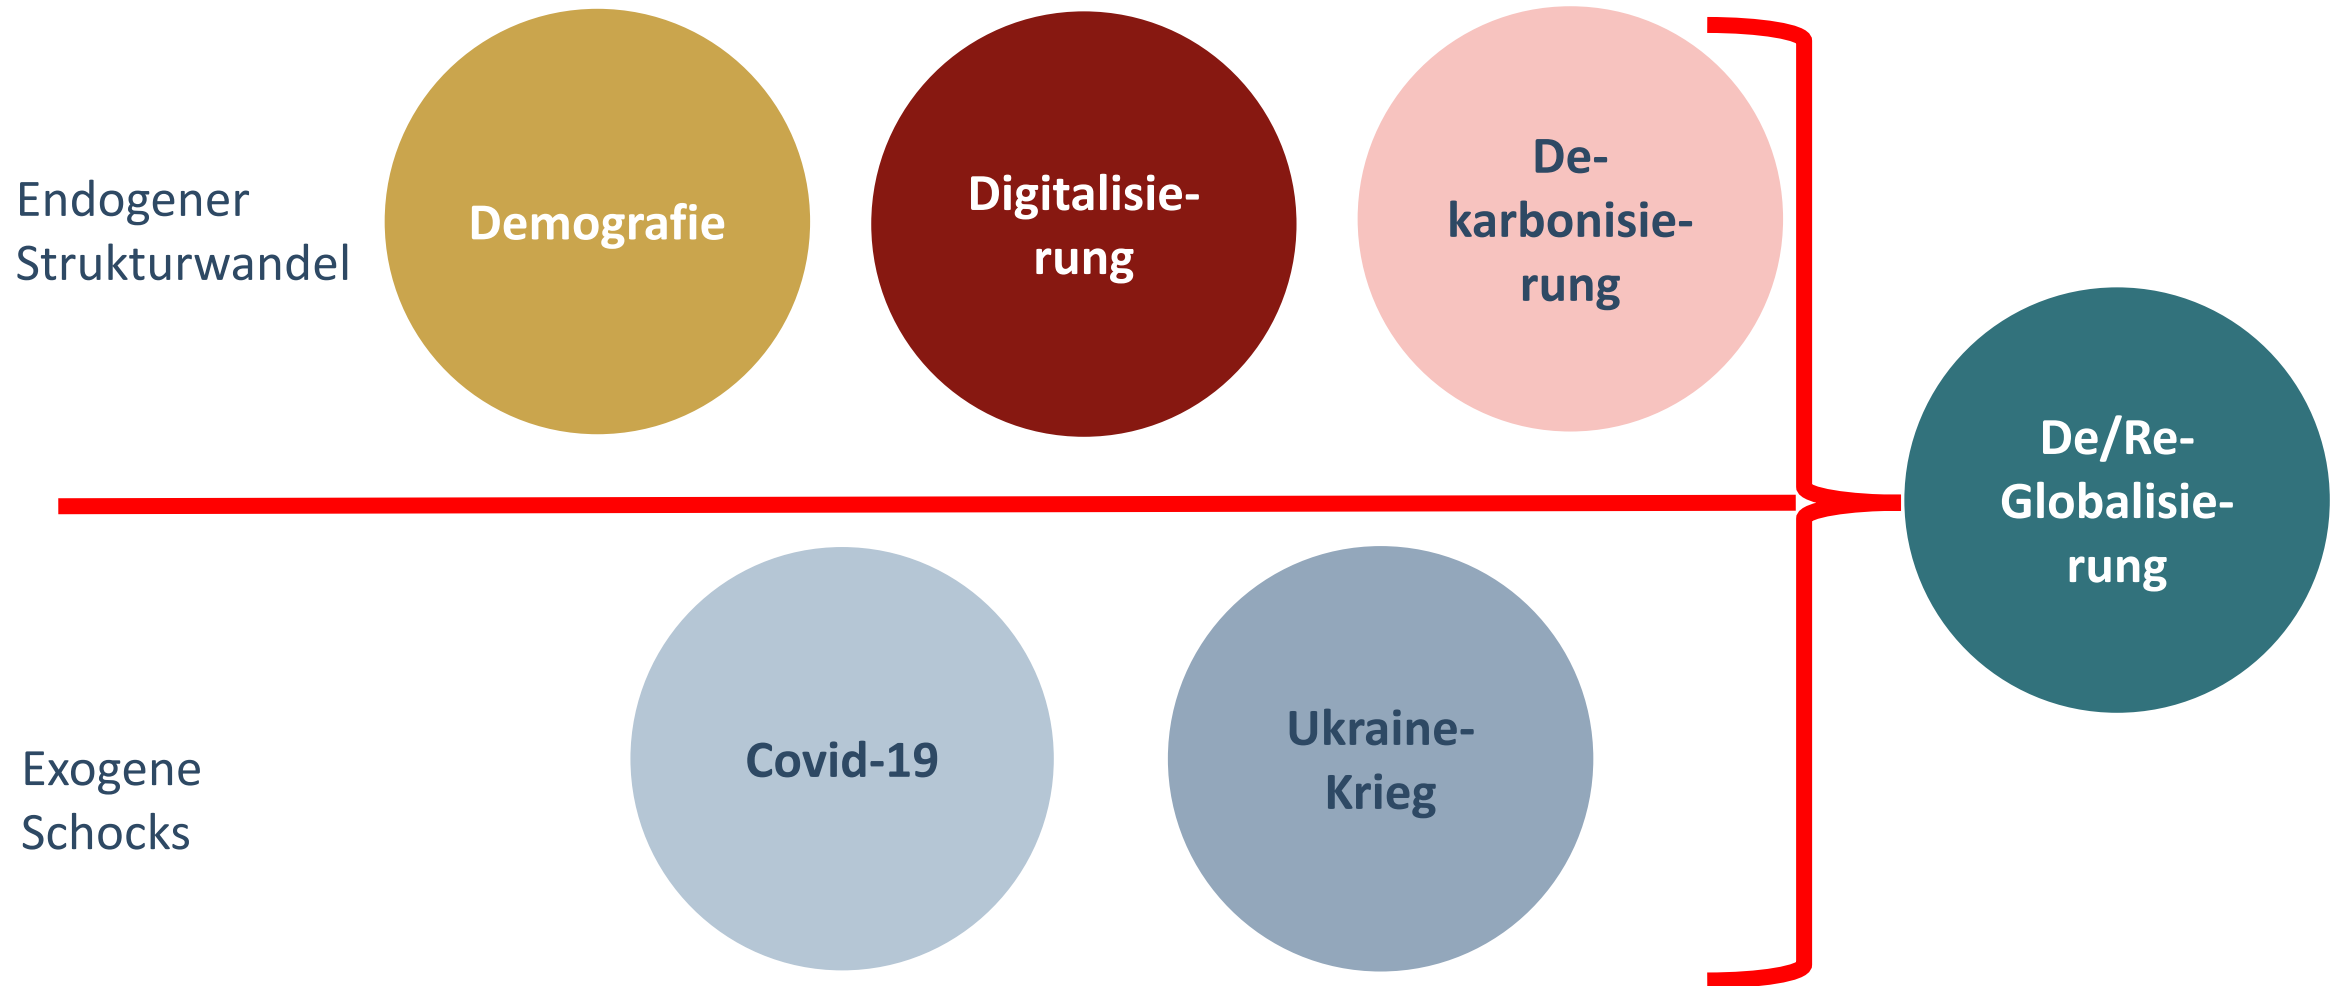 Endogener
Strukturwandel
Demografie
Digitalisie-
rung
De-
karbonisie-
rung
De/Re-
Globalisie-
rung
Exogene
Schocks
Covid-19
Ukraine-
Krieg